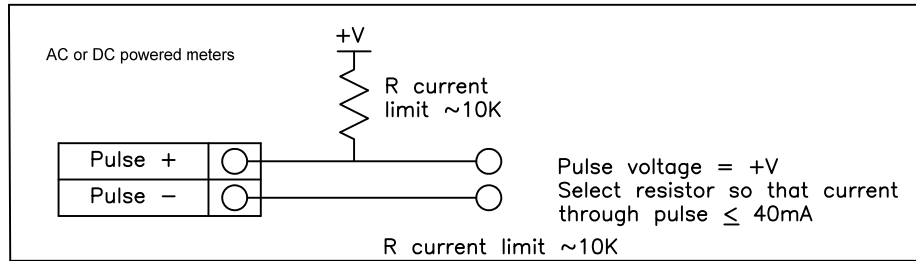 +V
AC or DC powered meters
R current
limit ~10K
Pulse +
Pulse −
Pulse voltage = +V
Select resistor so that current
through pulse ≤ 40mA
R current limit ~10K